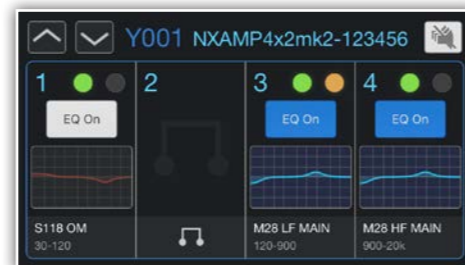 Y001 NXAMP4x2mk2-123456
1 2 3 4
EQ On EQ On EQ On
S118 OM M28 LF MAIN M28 HF MAIN
30-120 120-900 900-20k